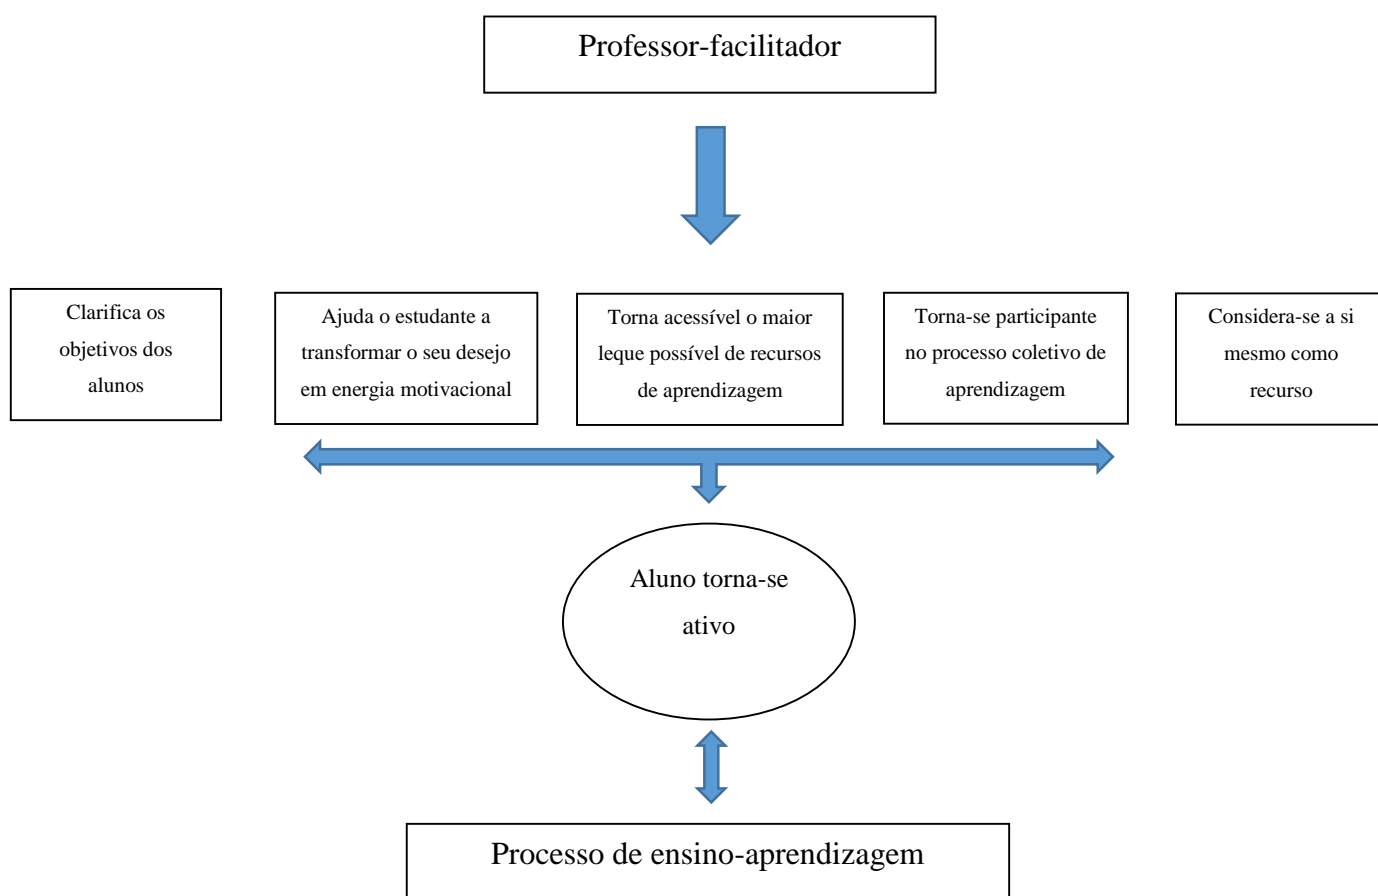 Professor-facilitador
Clarifica os
objetivos dos
alunos
Ajuda o estudante a
transformar o seu desejo
em energia motivacional
Torna acessível o maior
leque possível de recursos
de aprendizagem
Torna-se participante
no processo coletivo de
aprendizagem
Considera-se a si
mesmo como
recurso
Aluno torna-se
ativo
Processo de ensino-aprendizagem